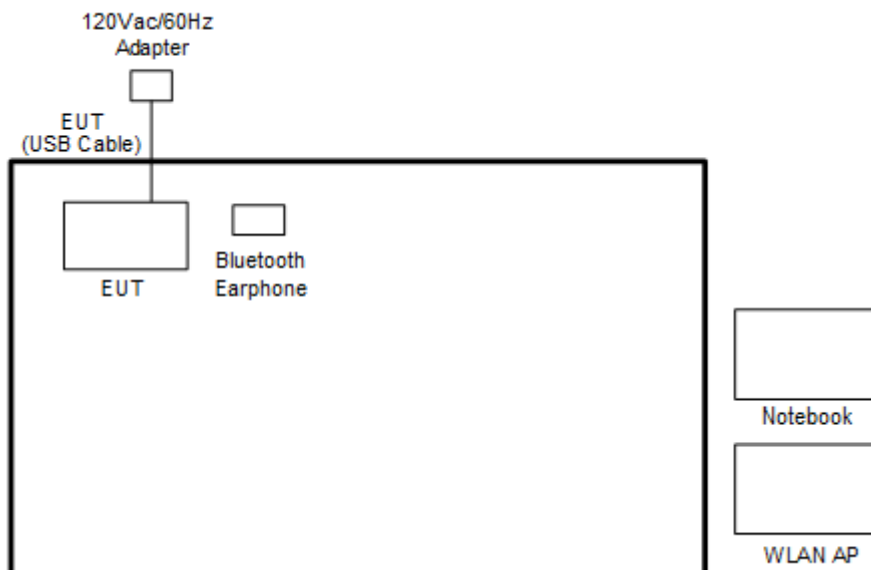 120Vac/60Hz
Adapter
EUT
(USB Cable)
EUT
Bluetooth
Earphone
Notebook
WLAN AP